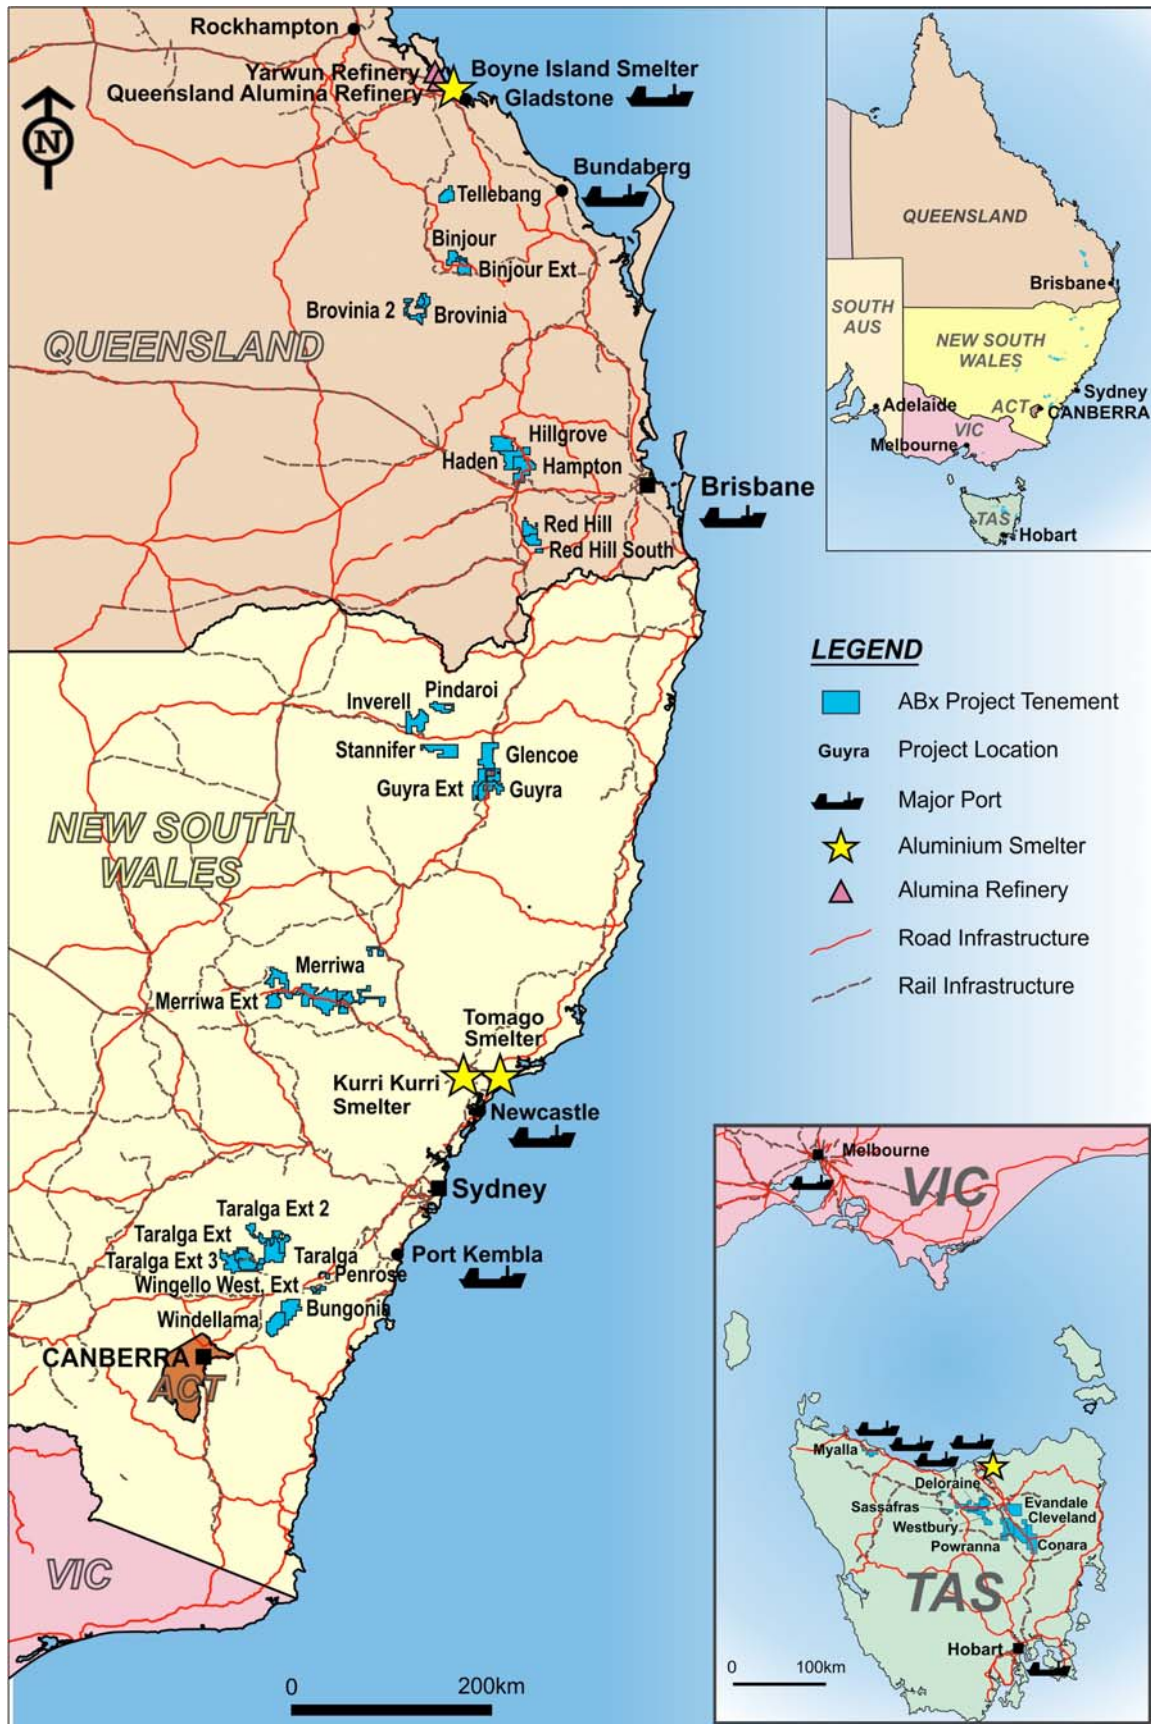 Rockhampton
Yarwun Refinery
Boyne Island Smelter
Queensland Alumina Refinery
Gladstone
N
Bundaberg
Tellebang
Binjour
Binjour Ext
Brovinia 2
Brovinia
QUEENSLAND
Hillgrove
Haden
Hampton
Brisbane
Red Hill
Red Hill South
Pindaroi
Inverell
Stannifer
Glencoe
Guyra Ext
Guyra
NEW SOUTH
WALES
Merriwa
Merriwa Ext
Tomago
Smelter
Kurri Kurri
Smelter
Newcastle
Sydney
Taralga Ext 2
Taralga Ext
Taralga Ext 3
Taralga
Port Kembla
Penrose
Wingello West, Ext
Bungonia
Windellama
CANBERRA
ACT
VIC
0 200km
QUEENSLAND
Brisbane
SOUTH
AUS
NEW SOUTH
WALES
Sydney
Adelaide
ACT
CANBERRA
VIC
Melbourne
TAS
Hobart
LEGEND
ABx Project Tenement
Guyra Project Location
Major Port
Aluminium Smelter
Alumina Refinery
Road Infrastructure
Rail Infrastructure
Melbourne
VIC
Myalla
Deloraine
Sassafras
Evandale
Cleveland
Westbury
Powranna
Conara
TAS
Hobart
0 100km